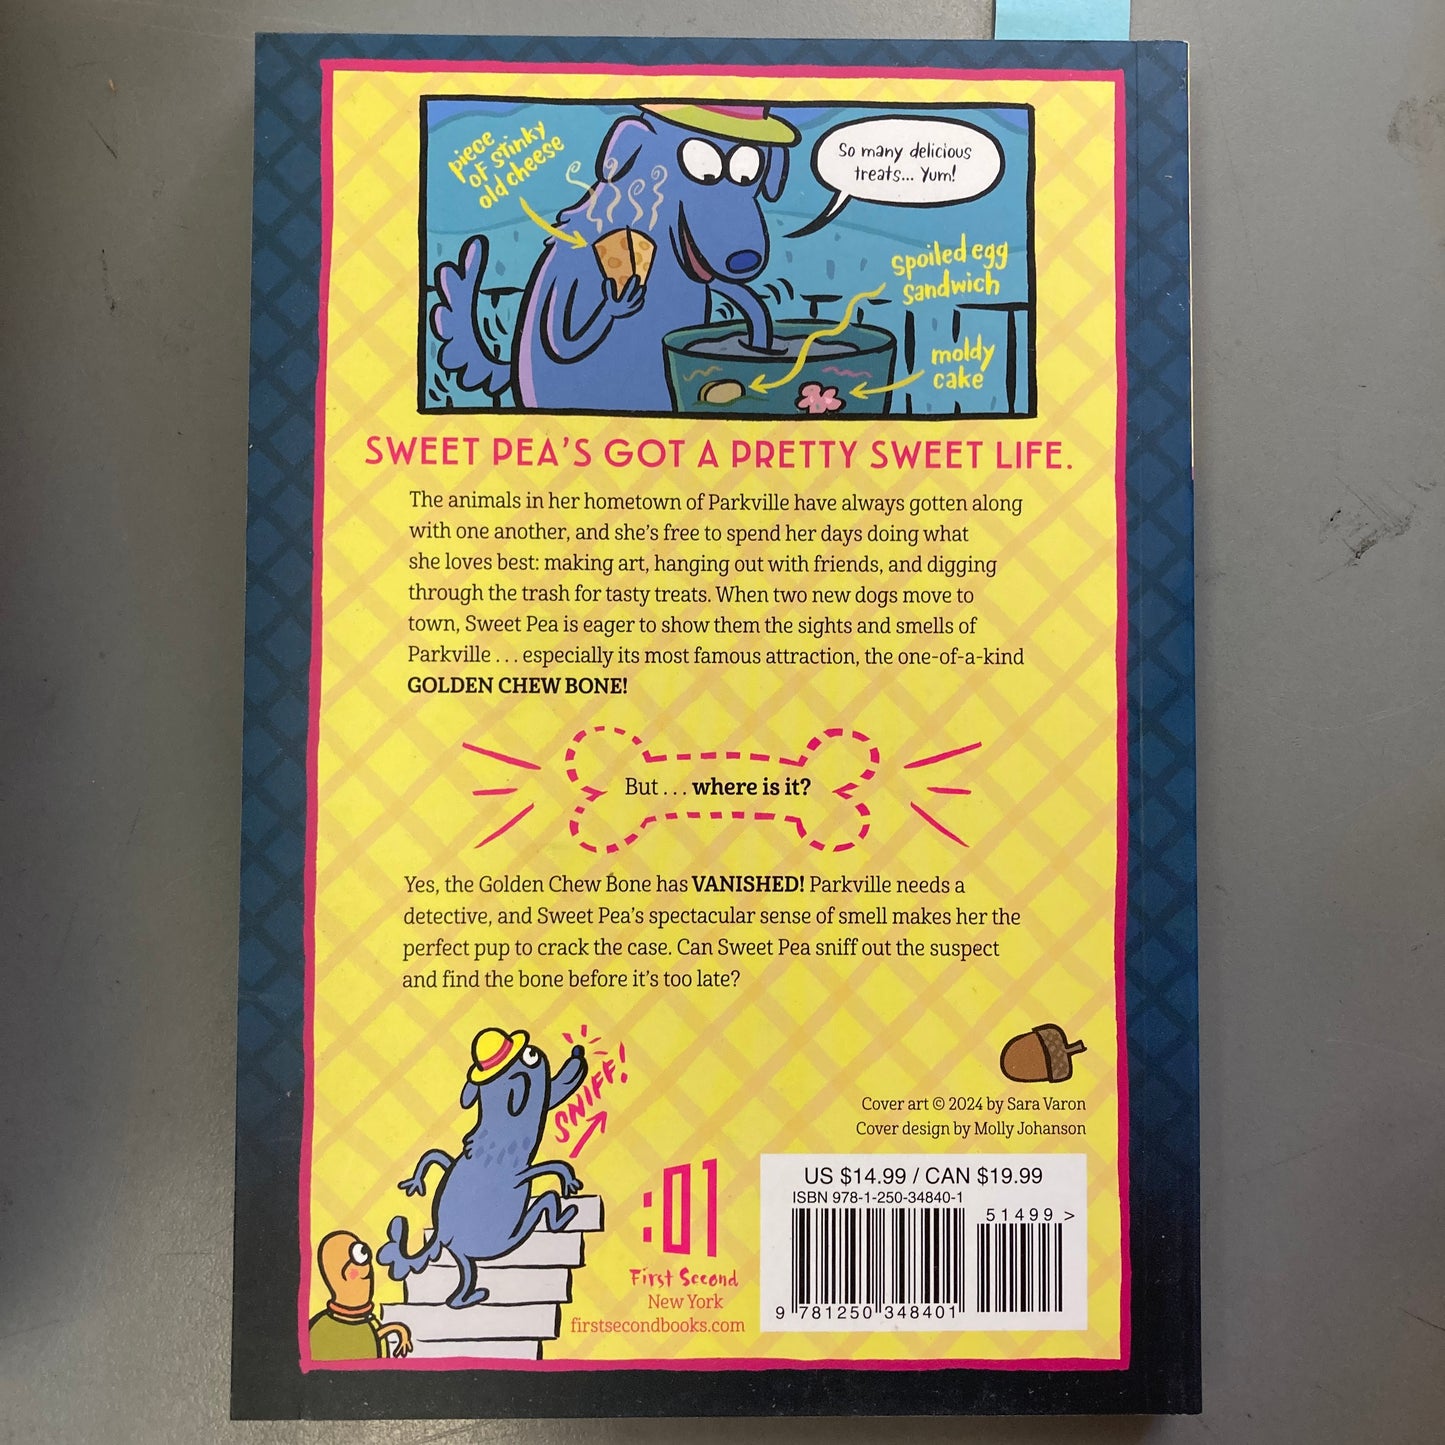 piece
of stinky
old cheese
So many delicious
treats... Yum!
spoiled egg
sandwich
moldy
cake
SWEET PEA'S GOT A PRETTY SWEET LIFE.
The animals in her hometown of Parkville have always gotten along
with one another, and she's free to spend her days doing what
she loves best: making art, hanging out with friends, and digging
through the trash for tasty treats. When two new dogs move to
town, Sweet Pea is eager to show them the sights and smells of
Parkville . . . especially its most famous attraction, the one-of-a-kind
GOLDEN CHEW BONE!
But . . . where is it?
Yes, the Golden Chew Bone has VANISHED! Parkville needs a
detective, and Sweet Pea's spectacular sense of smell makes her the
perfect pup to crack the case. Can Sweet Pea sniff out the suspect
and find the bone before it's too late?
SNIFF!
Cover art © 2024 by Sara Varon
Cover design by Molly Johanson
:01
First Second
New York
firstsecondbooks.com
US $14.99 / CAN $19.99
ISBN 978-1-250-34840-1
51499 >
9 781250 348401